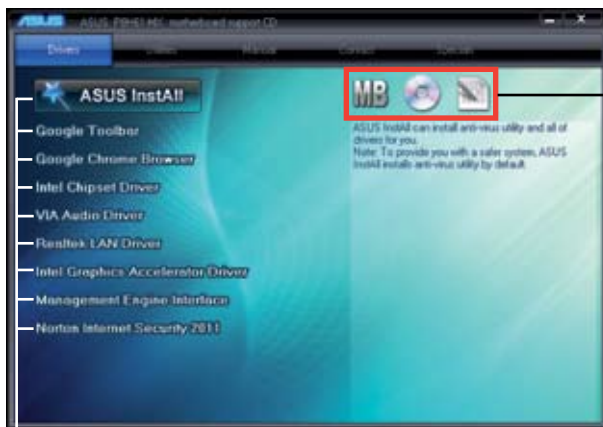 ASUS ASUS P8H61-MX motherboard support CD
Drivers Utilities Manual Contact Specials
ASUS InstAll
MB
Google Toolbar
Google Chrome Browser
Intel Chipset Driver
VIA Audio Driver
Realtek LAN Driver
Intel Graphics Accelerator Driver
Management Engine Interface
Norton Internet Security 2011
ASUS InstAll can install anti-virus utility and all of
drivers for you.
Note: To provide you with a safer system, ASUS
InstAll installs anti-virus utility by default.